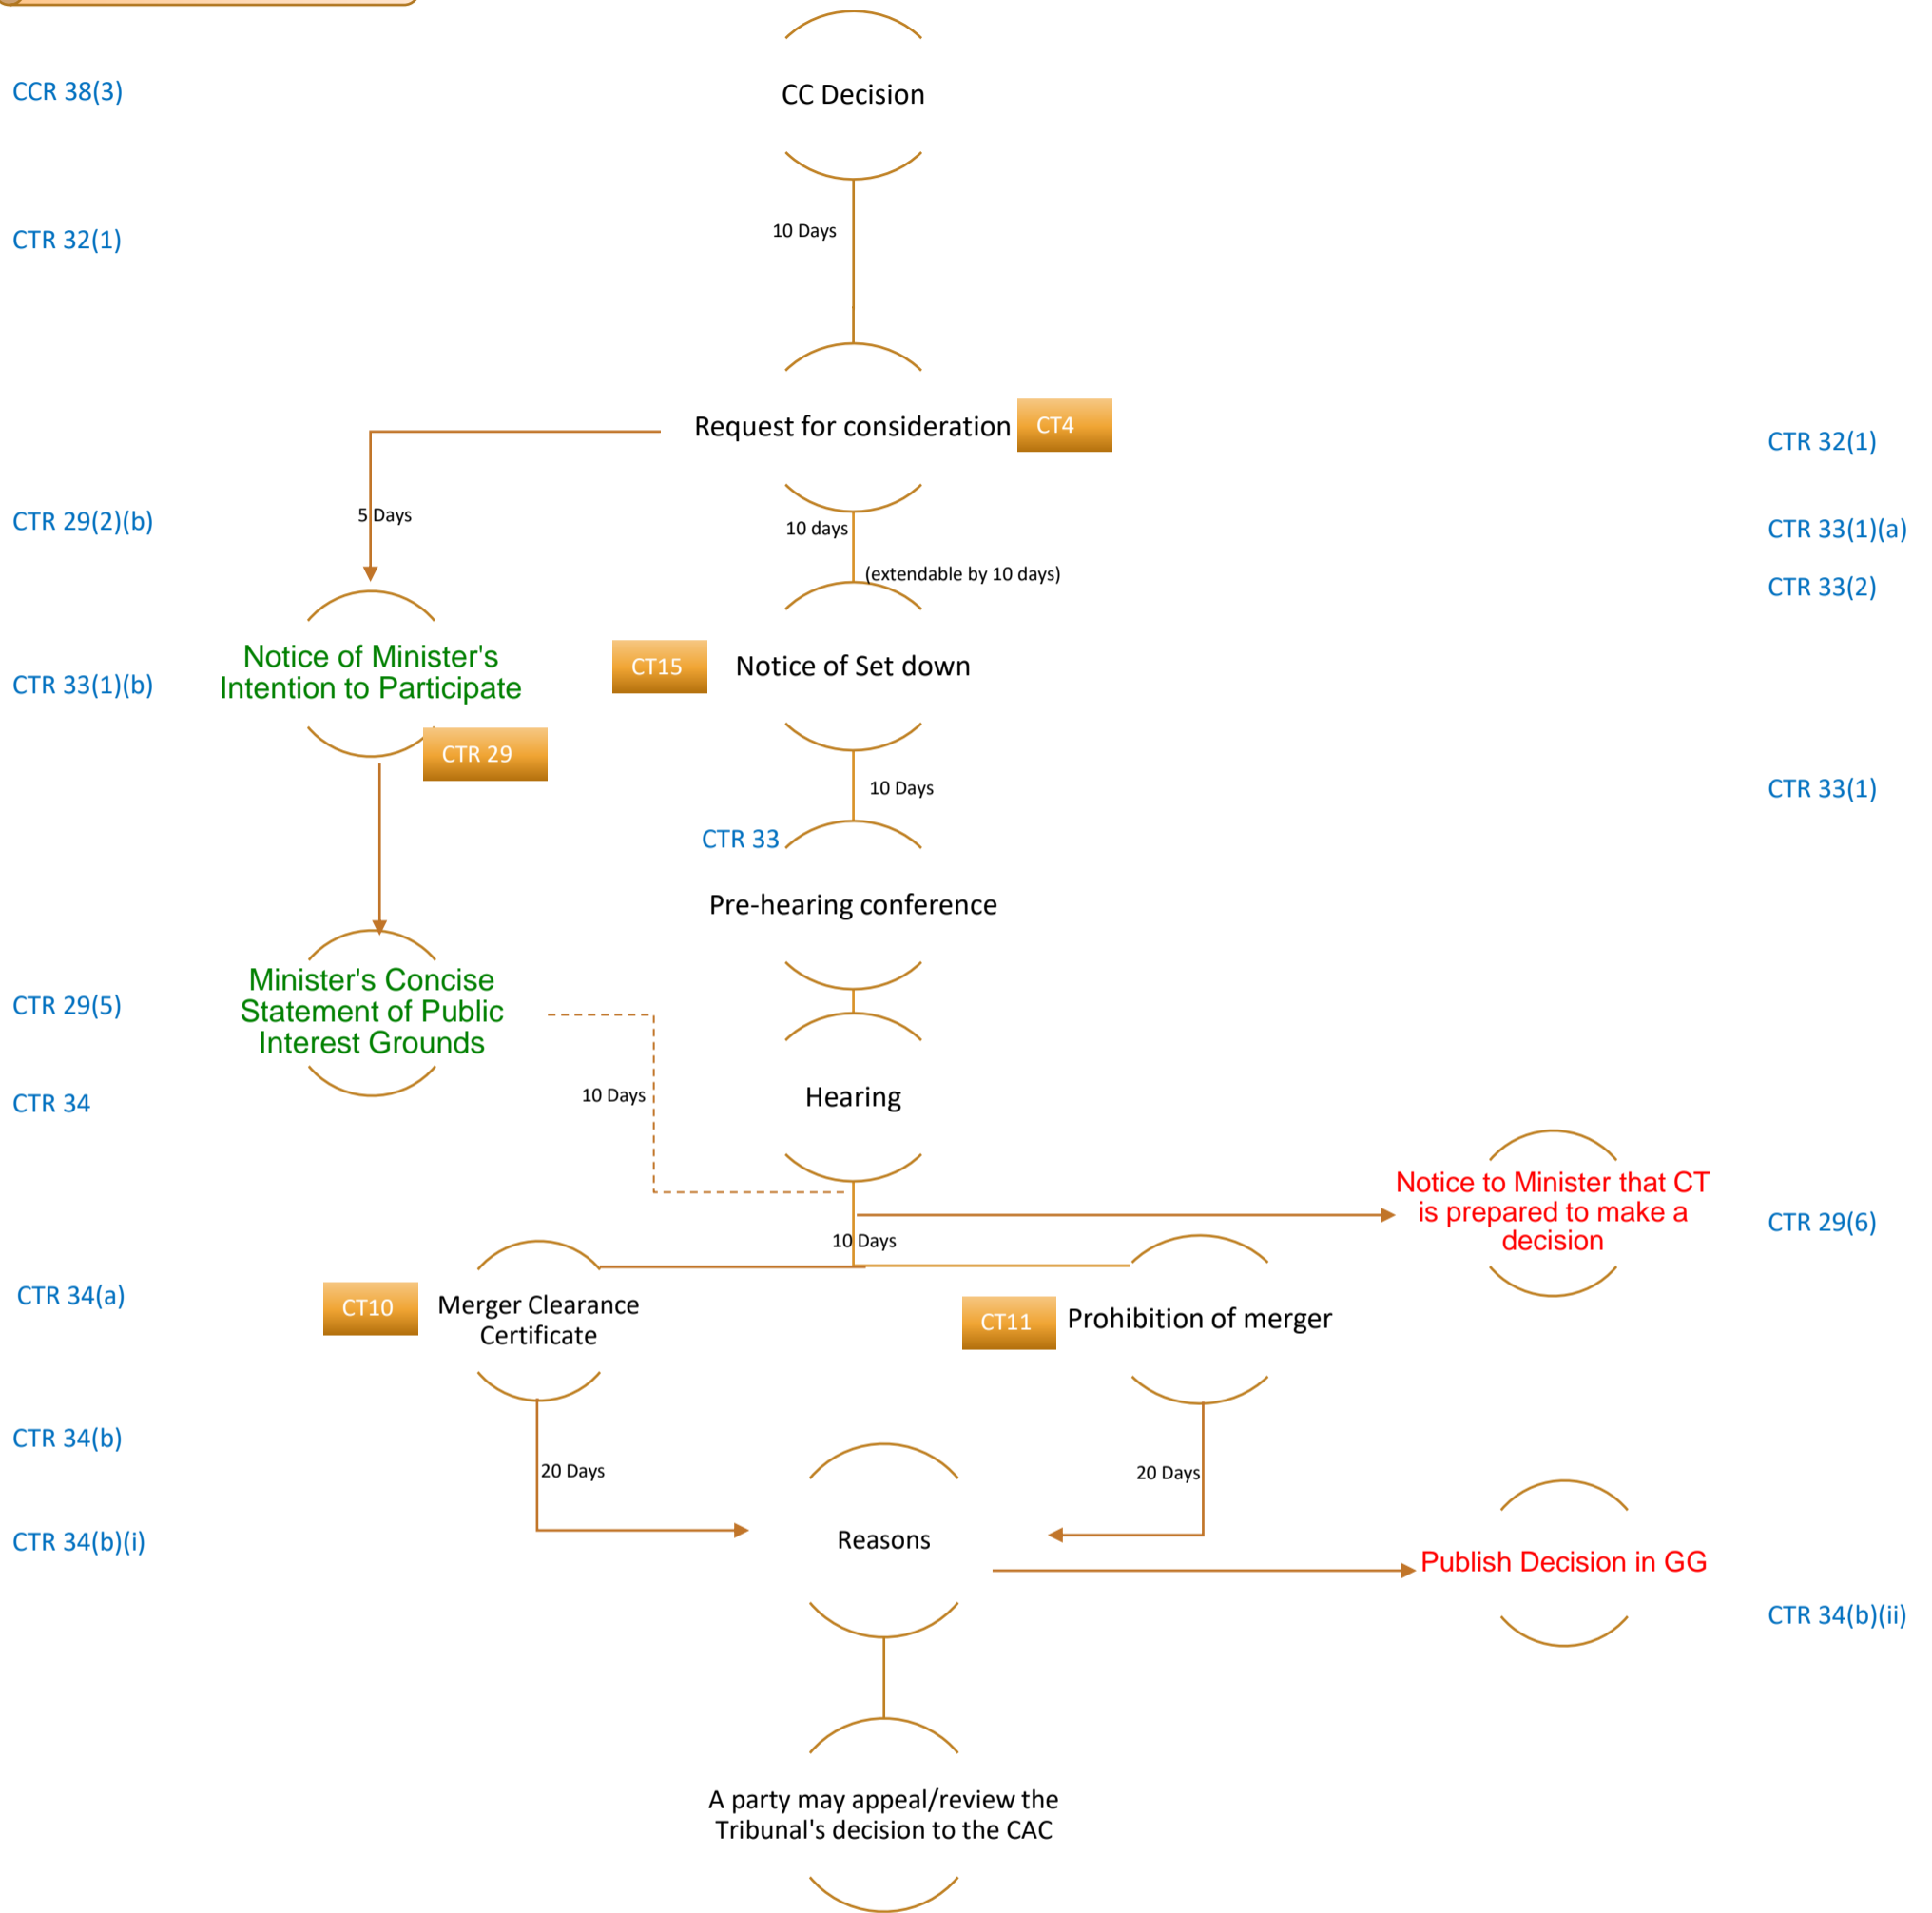 CCR 38(3)
CC Decision
CTR 32(1)
10 Days
Request for consideration
CT4
CTR 32(1)
CTR 29(2)(b)
5 Days
10 days
CTR 33(1)(a)
(extendable by 10 days)
CTR 33(2)
Notice of Minister's
Intention to Participate
CTR 33(1)(b)
CT15
Notice of Set down
CTR 29
10 Days
CTR 33(1)
CTR 33
Pre-hearing conference
Minister's Concise
Statement of Public
Interest Grounds
CTR 29(5)
CTR 34
10 Days
Hearing
Notice to Minister that CT
is prepared to make a
decision
CTR 29(6)
10 Days
CTR 34(a)
CT10
Merger Clearance
Certificate
CT11
Prohibition of merger
CTR 34(b)
20 Days
20 Days
CTR 34(b)(i)
Reasons
Publish Decision in GG
CTR 34(b)(ii)
A party may appeal/review the
Tribunal's decision to the CAC